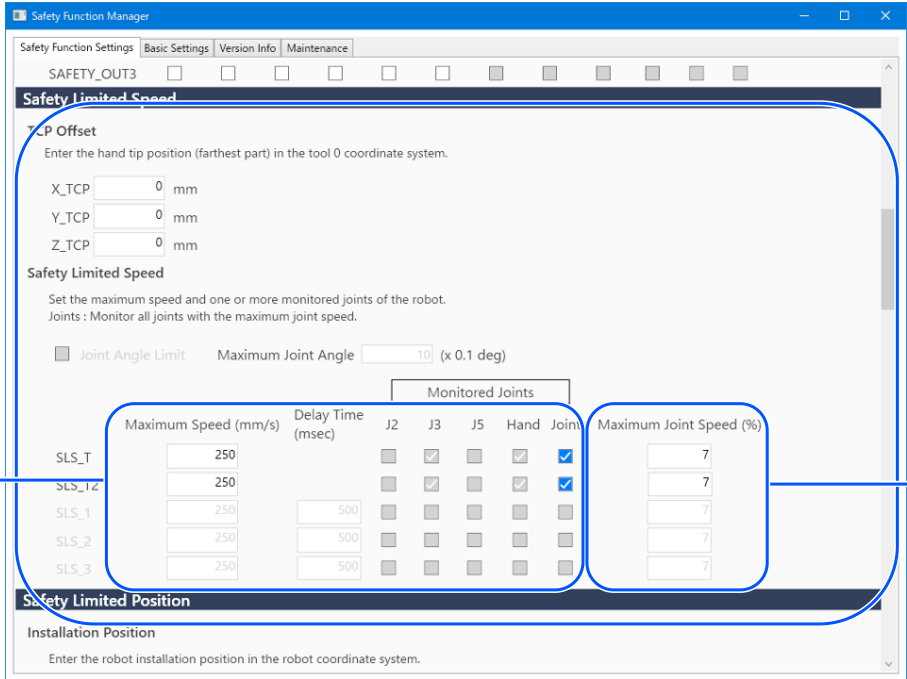 Safety Function Manager
Safety Function Settings Basic Settings Version Info Maintenance
SAFETY_OUT3
Safety Limited Speed
TCP Offset
Enter the hand tip position (farthest part) in the tool 0 coordinate system.
X_TCP 0 mm
Y_TCP 0 mm
Z_TCP 0 mm
Safety Limited Speed
Set the maximum speed and one or more monitored joints of the robot.
Joints : Monitor all joints with the maximum joint speed.
Joint Angle Limit Maximum Joint Angle 10 (x 0.1 deg)
Monitored Joints
Maximum Speed (mm/s) Delay Time (msec) J2 J3 J5 Hand Joint Maximum Joint Speed (%)
SLS_T 250 7
SLS_T2 250 7
SLS_1 250 500 7
SLS_2 250 500 7
SLS_3 250 500 7
Safety Limited Position
Installation Position
Enter the robot installation position in the robot coordinate system.